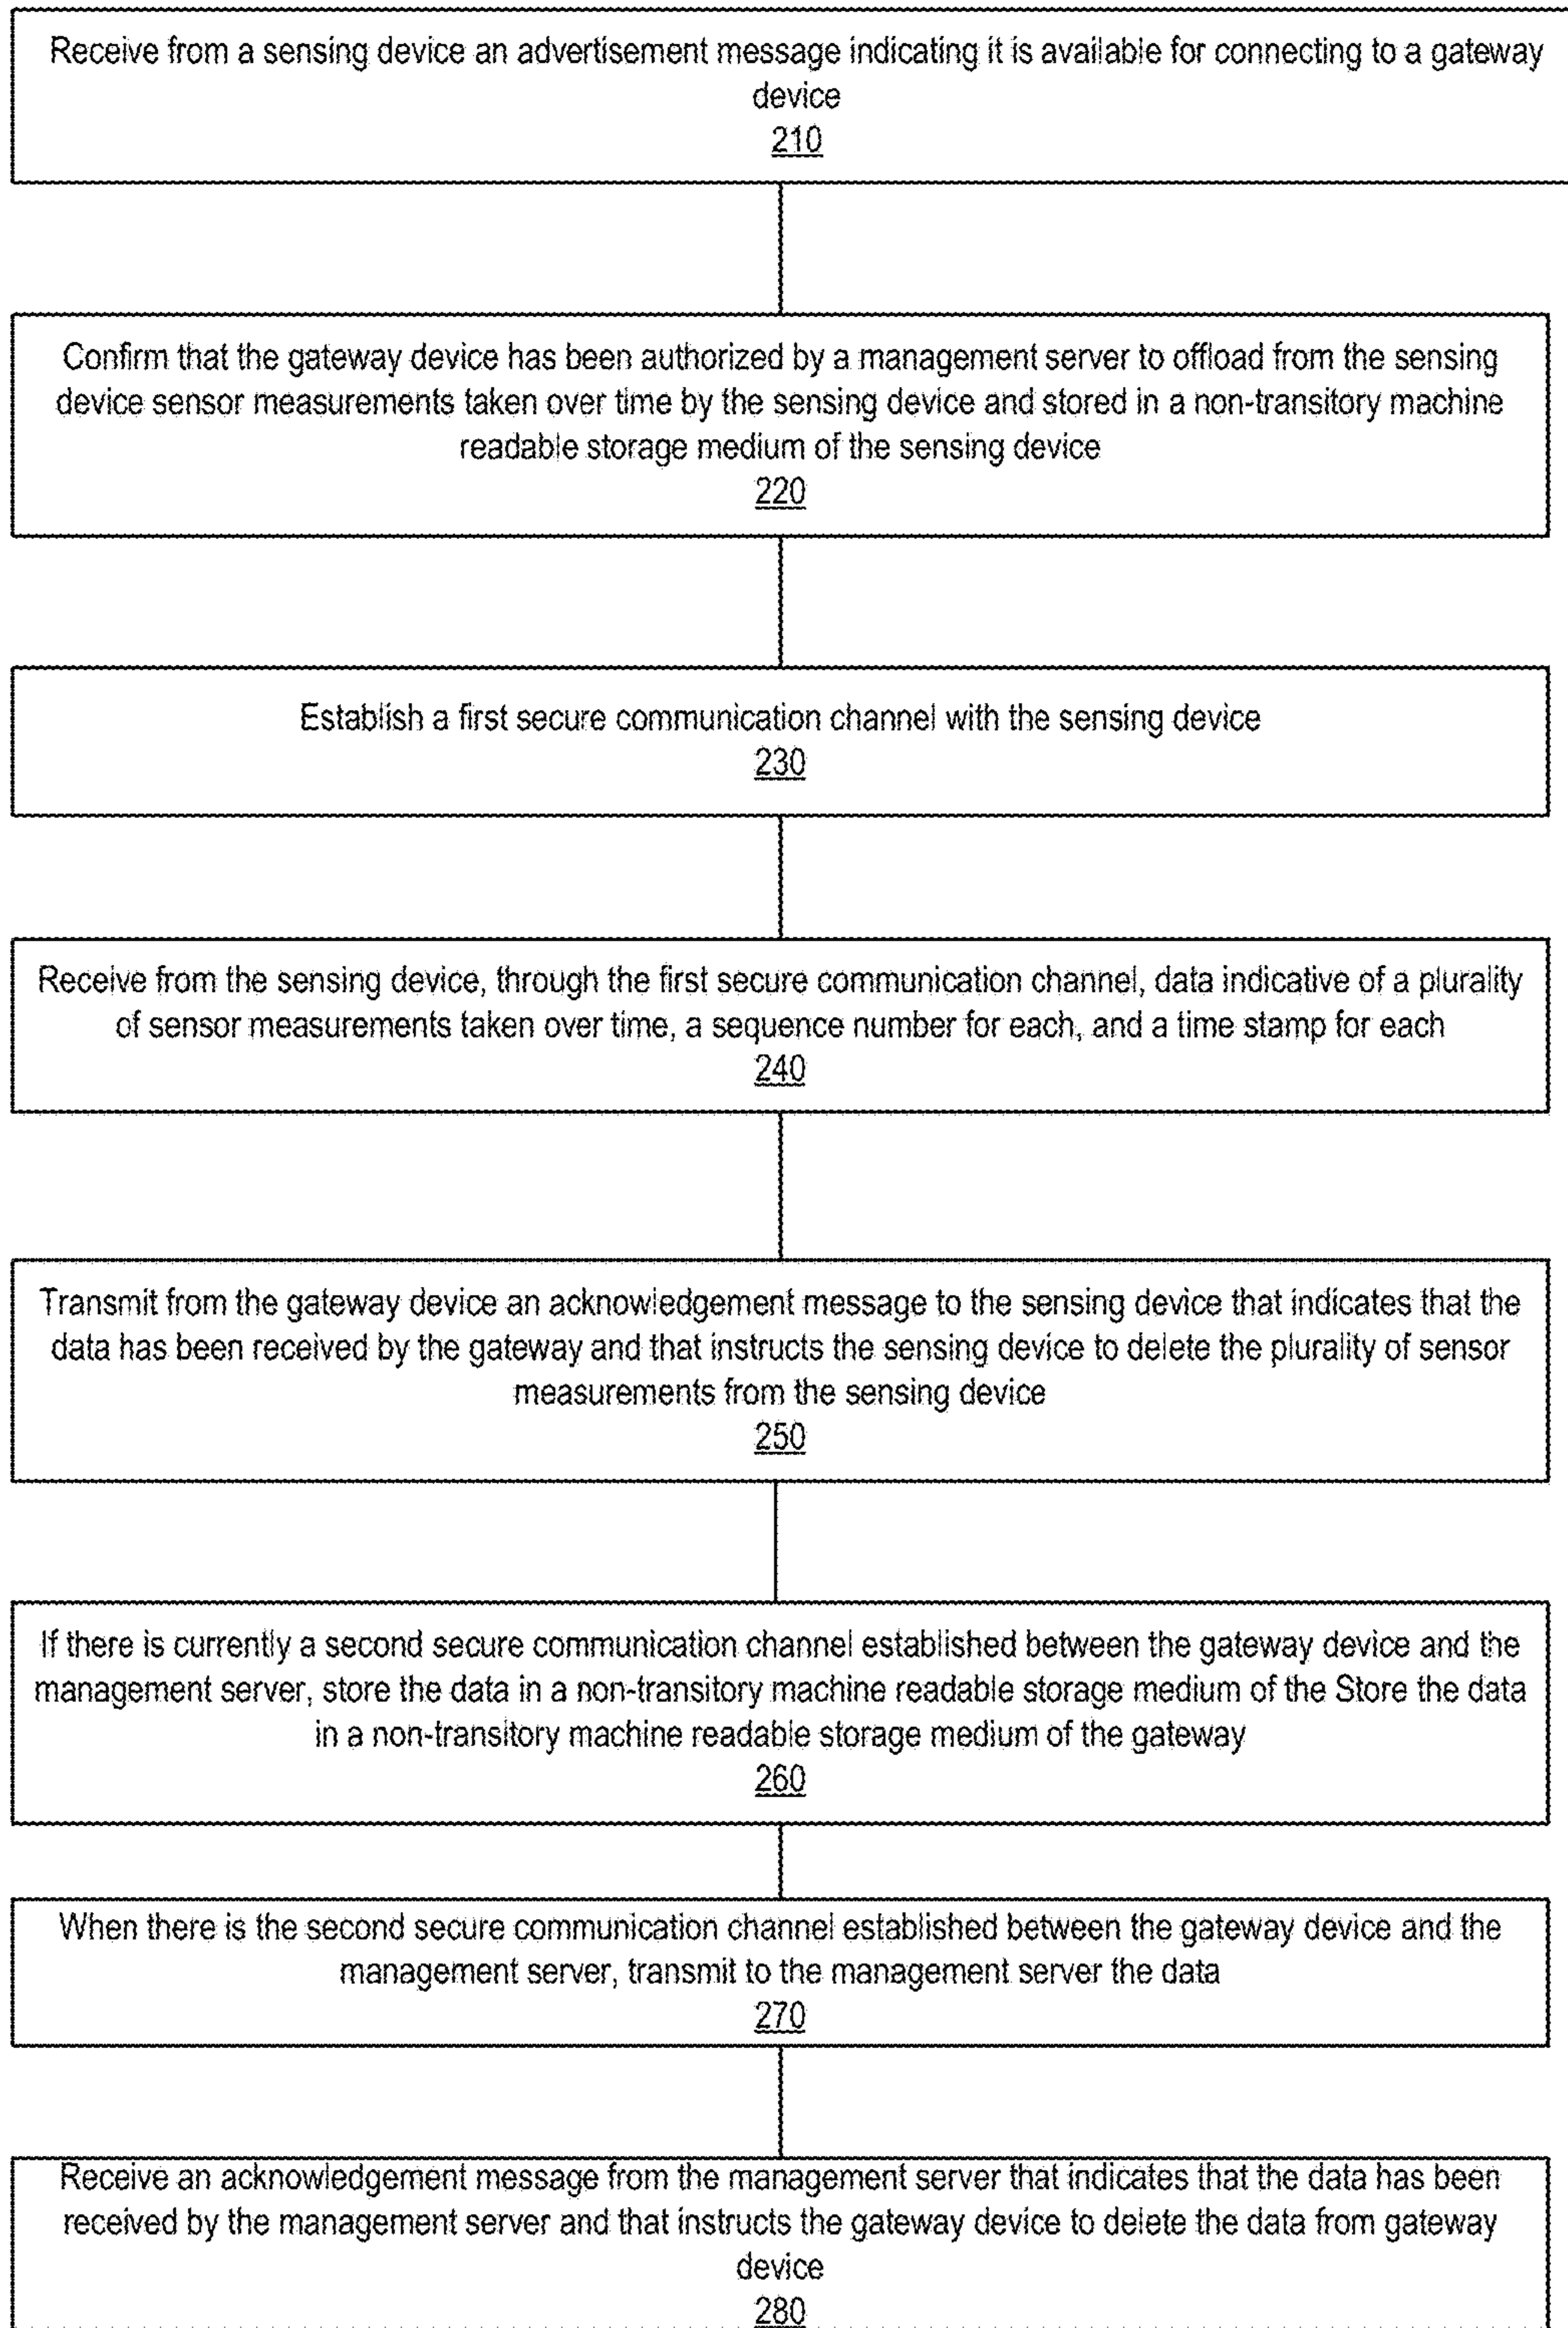 Receive from a sensing device an advertisement message indicating it is available for connecting to a gateway
device
210
Confirm that the gateway device has been authorized by a management server to offload from the sensing
device sensor measurements taken over time by the sensing device and stored in a non-transitory machine
readable storage medium of the sensing device
220
Establish a first secure communication channel with the sensing device
230
Receive from the sensing device, through the first secure communication channel, data indicative of a plurality
of sensor measurements taken over time, a sequence number for each, and a time stamp for each
240
Transmit from the gateway device an acknowledgement message to the sensing device that indicates that the
data has been received by the gateway and that instructs the sensing device to delete the plurality of sensor
measurements from the sensing device
250
If there is currently a second secure communication channel established between the gateway device and the
management server, store the data in a non-transitory machine readable storage medium of the Store the data
in a non-transitory machine readable storage medium of the gateway
260
When there is the second secure communication channel established between the gateway device and the
management server, transmit to the management server the data
270
Receive an acknowledgement message from the management server that indicates that the data has been
received by the management server and that instructs the gateway device to delete the data from gateway
device
280